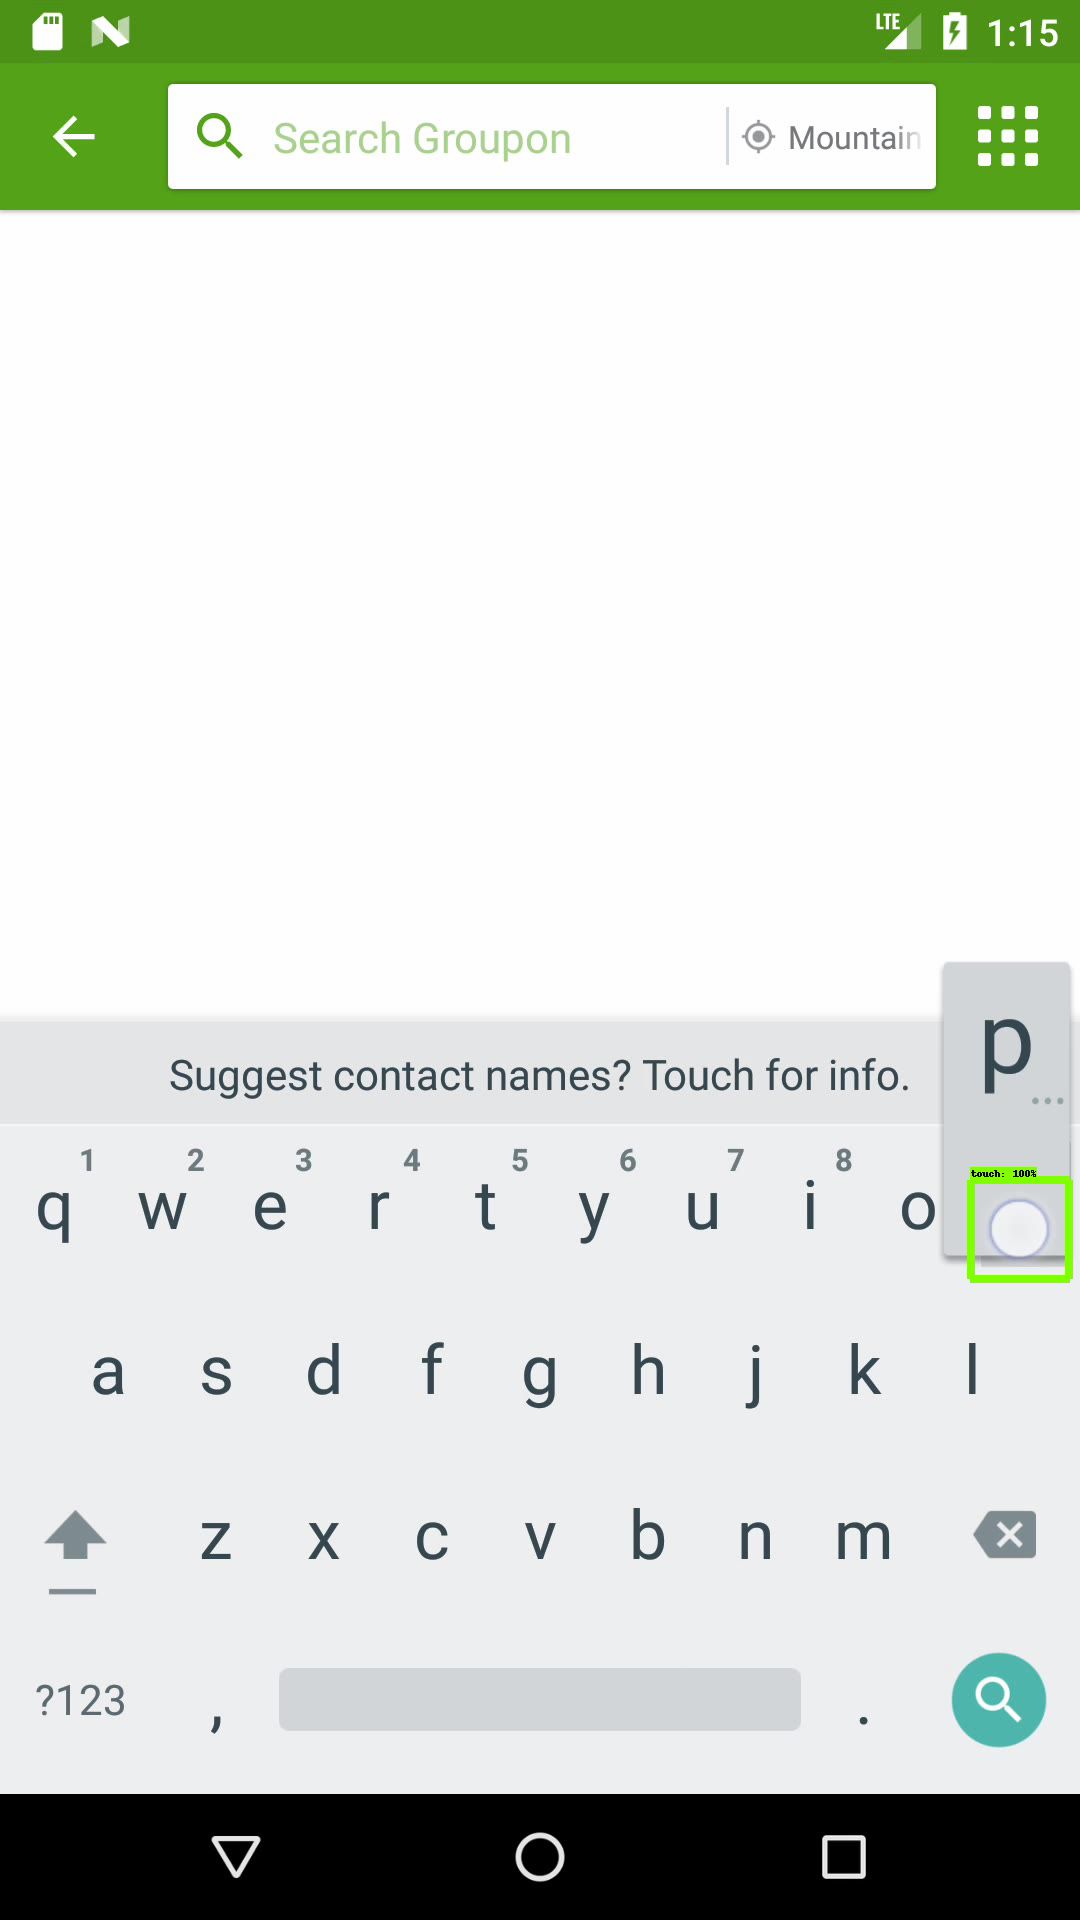 LTE 1:15
Search Groupon Mountain
p
...
Suggest contact names? Touch for info.
1 2 3 4 5 6 7 8
touch: 100%
q w e r t y u i o
a s d f g h j k l
z x c v b n m
?123 , .